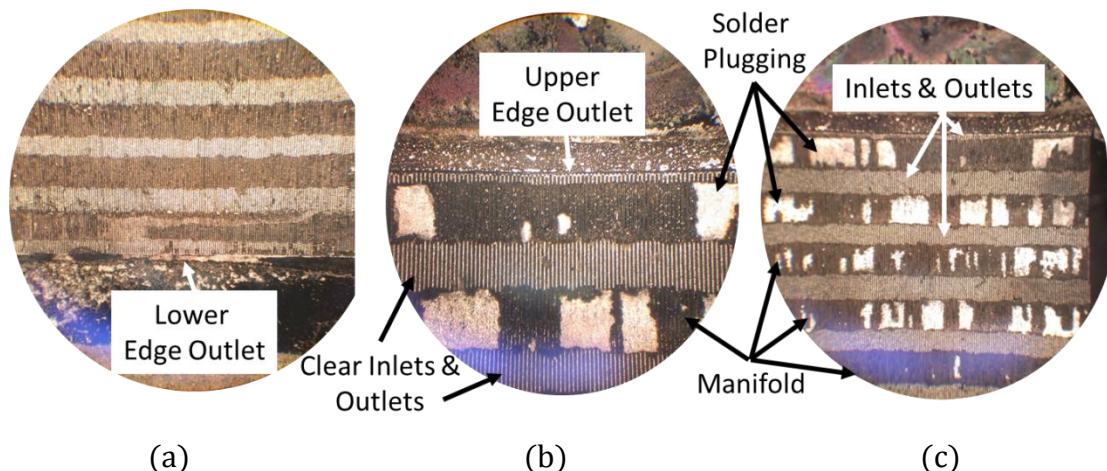 Solder
Plugging
Upper
Edge Outlet
Inlets & Outlets
Lower
Edge Outlet
Clear Inlets &
Outlets
Manifold
(a)
(b)
(c)